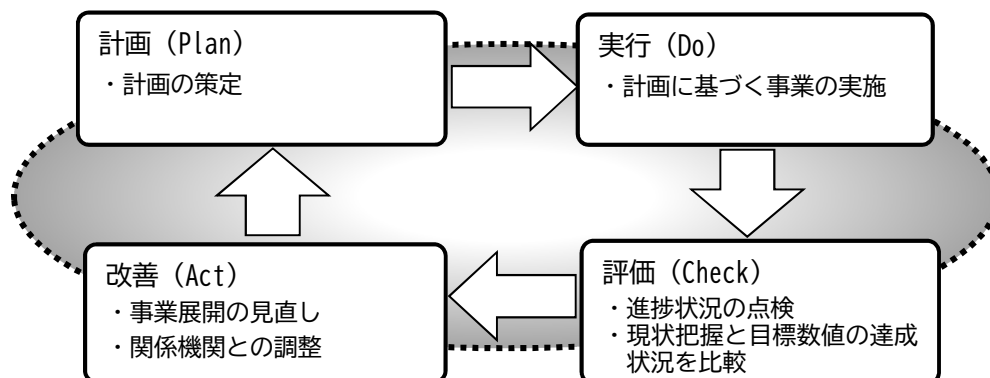 計画（Plan）
・計画の策定
実行（Do）
・計画に基づく事業の実施
改善（Act）
・事業展開の見直し
・関係機関との調整
評価（Check）
・進捗状況の点検
・現状把握と目標数値の達成
状況を比較